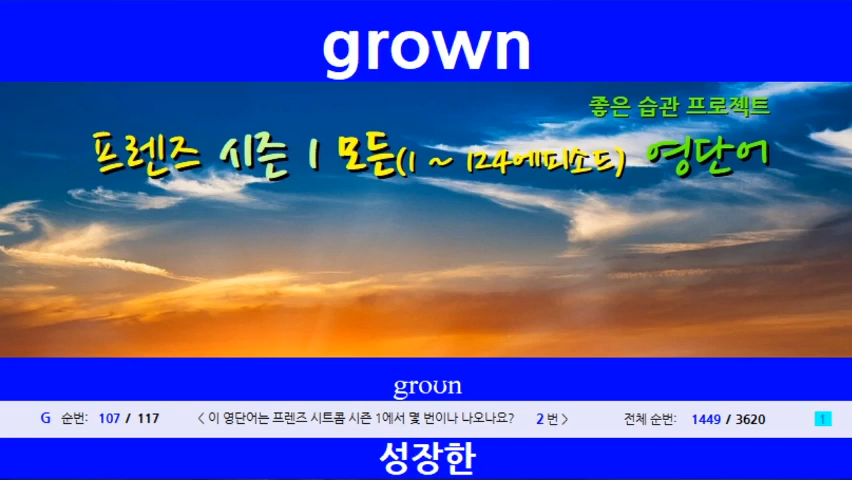 grown
좋은 습관 프로젝트
프렌즈 시즌 1 모든(1 ~ 124에피소드) 영단어
groʊn
G 순번: 107 / 117 < 이 영단어는 프렌즈 시트콤 시즌 1에서 몇 번이나 나오나요? 2 번 > 전체 순번: 1449 / 3620 1
성장한